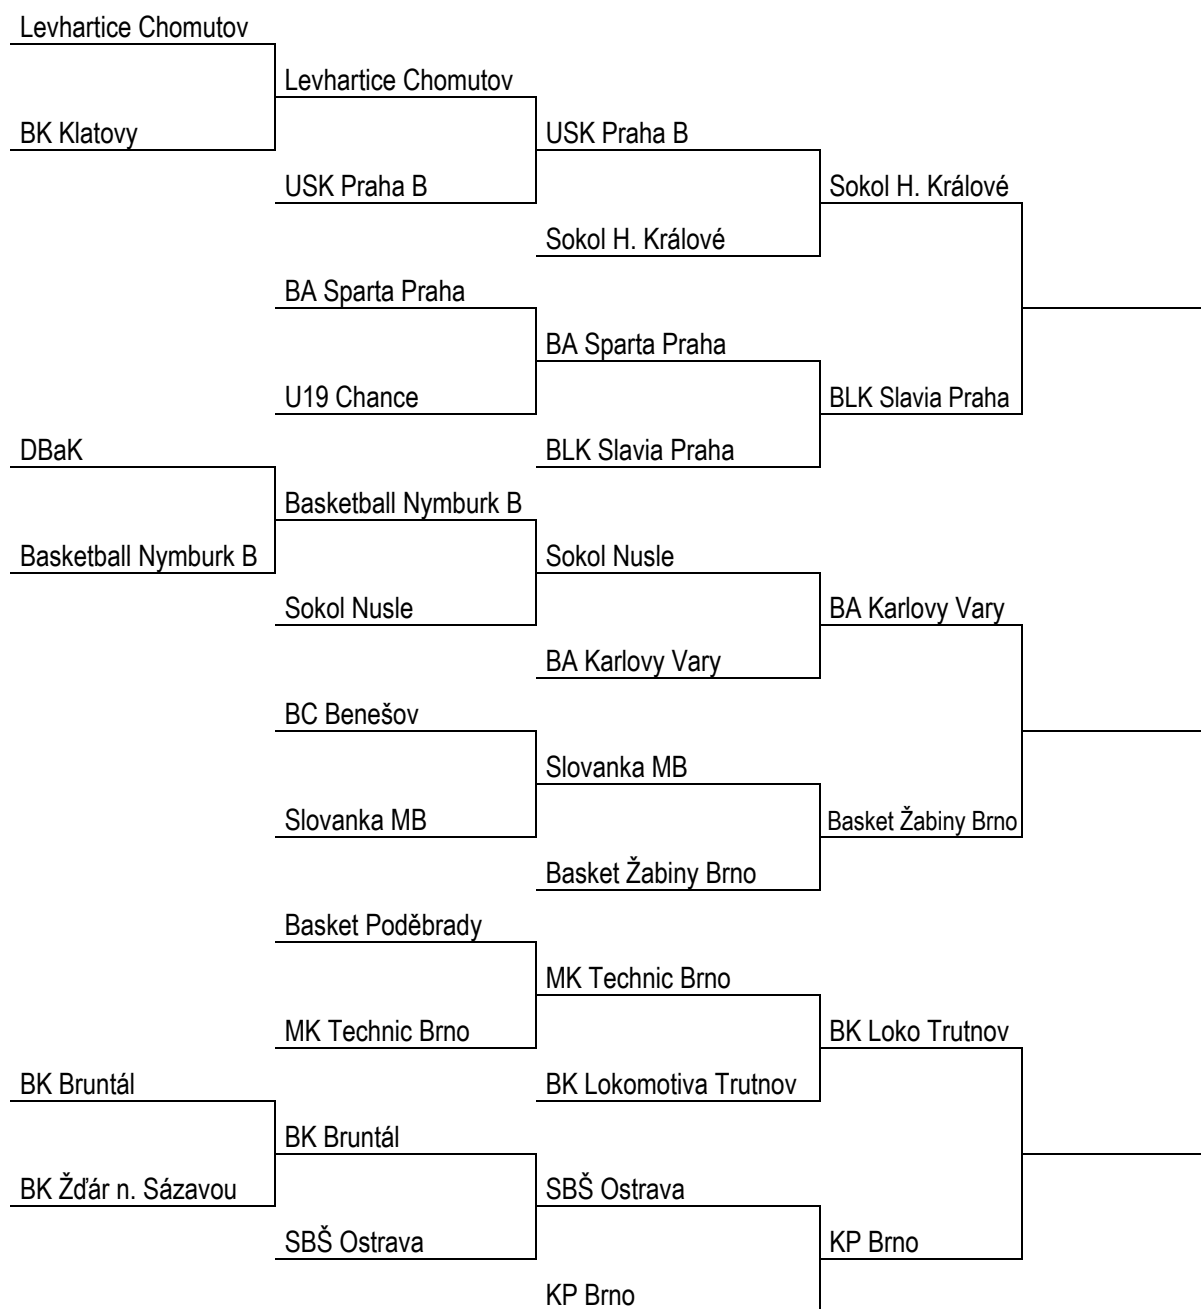 Levhartice Chomutov
Levhartice Chomutov
BK Klatovy
USK Praha B
USK Praha B
Sokol H. Králové
Sokol H. Králové
BA Sparta Praha
BA Sparta Praha
U19 Chance
BLK Slavia Praha
DBaK
BLK Slavia Praha
Basketball Nymburk B
Basketball Nymburk B
Sokol Nusle
Sokol Nusle
BA Karlovy Vary
BA Karlovy Vary
BC Benešov
Slovanka MB
Slovanka MB
Basket Žabiny Brno
Basket Žabiny Brno
Basket Poděbrady
MK Technic Brno
MK Technic Brno
BK Loko Trutnov
BK Bruntál
BK Lokomotiva Trutnov
BK Bruntál
BK Žďár n. Sázavou
SBŠ Ostrava
SBŠ Ostrava
KP Brno
KP Brno